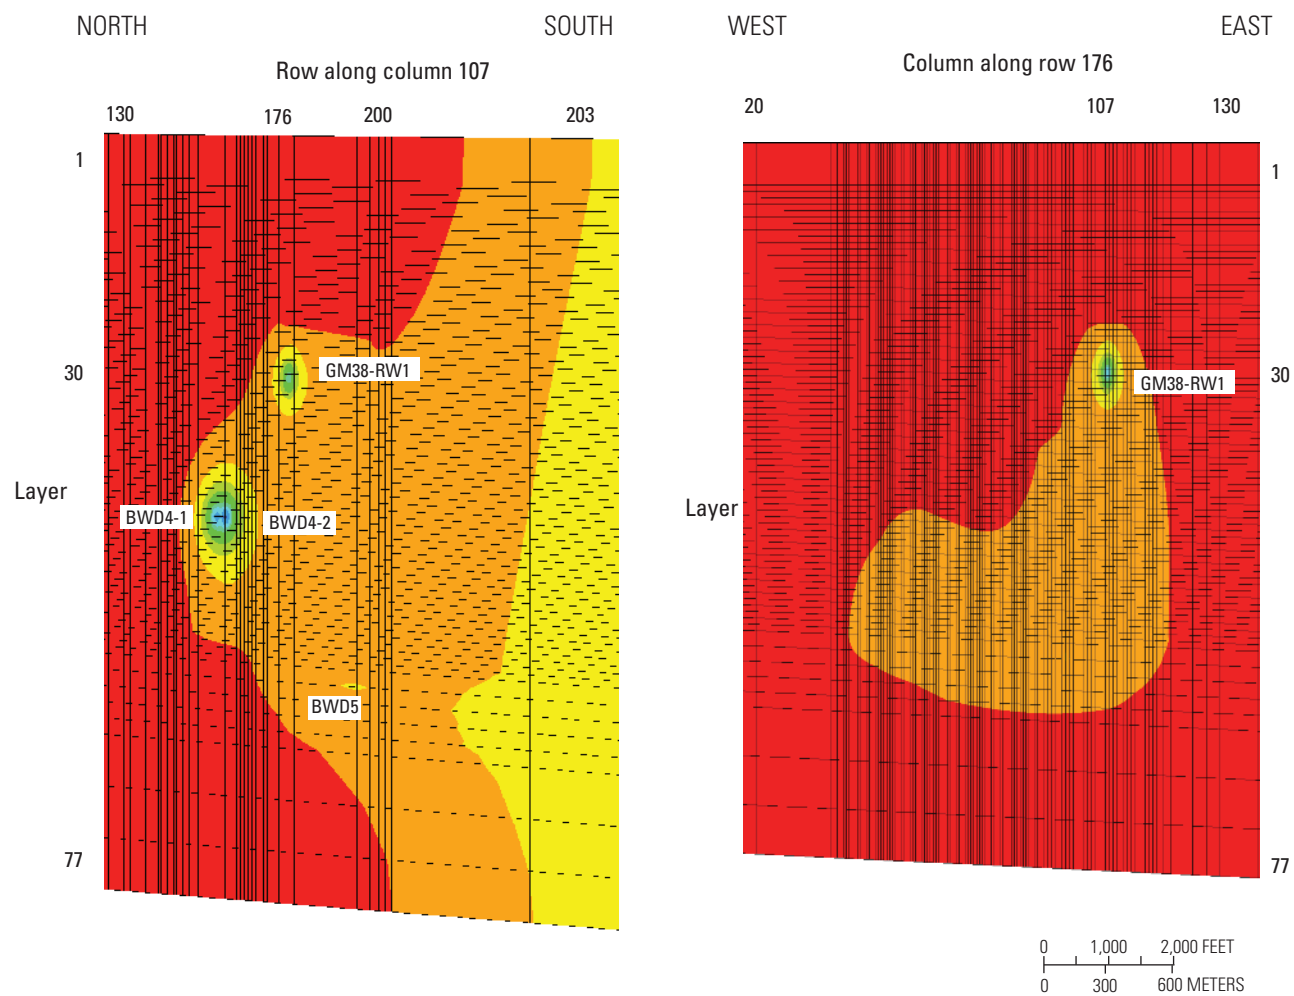 NORTH SOUTH
Row along column 107
130 176 200 203
1
30
Layer
77
GM38-RW1
BWD4-1 BWD4-2
BWD5
WEST EAST
Column along row 176
20 107 130
1
30
Layer
77
GM38-RW1
0 1,000 2,000 FEET
0 300 600 METERS